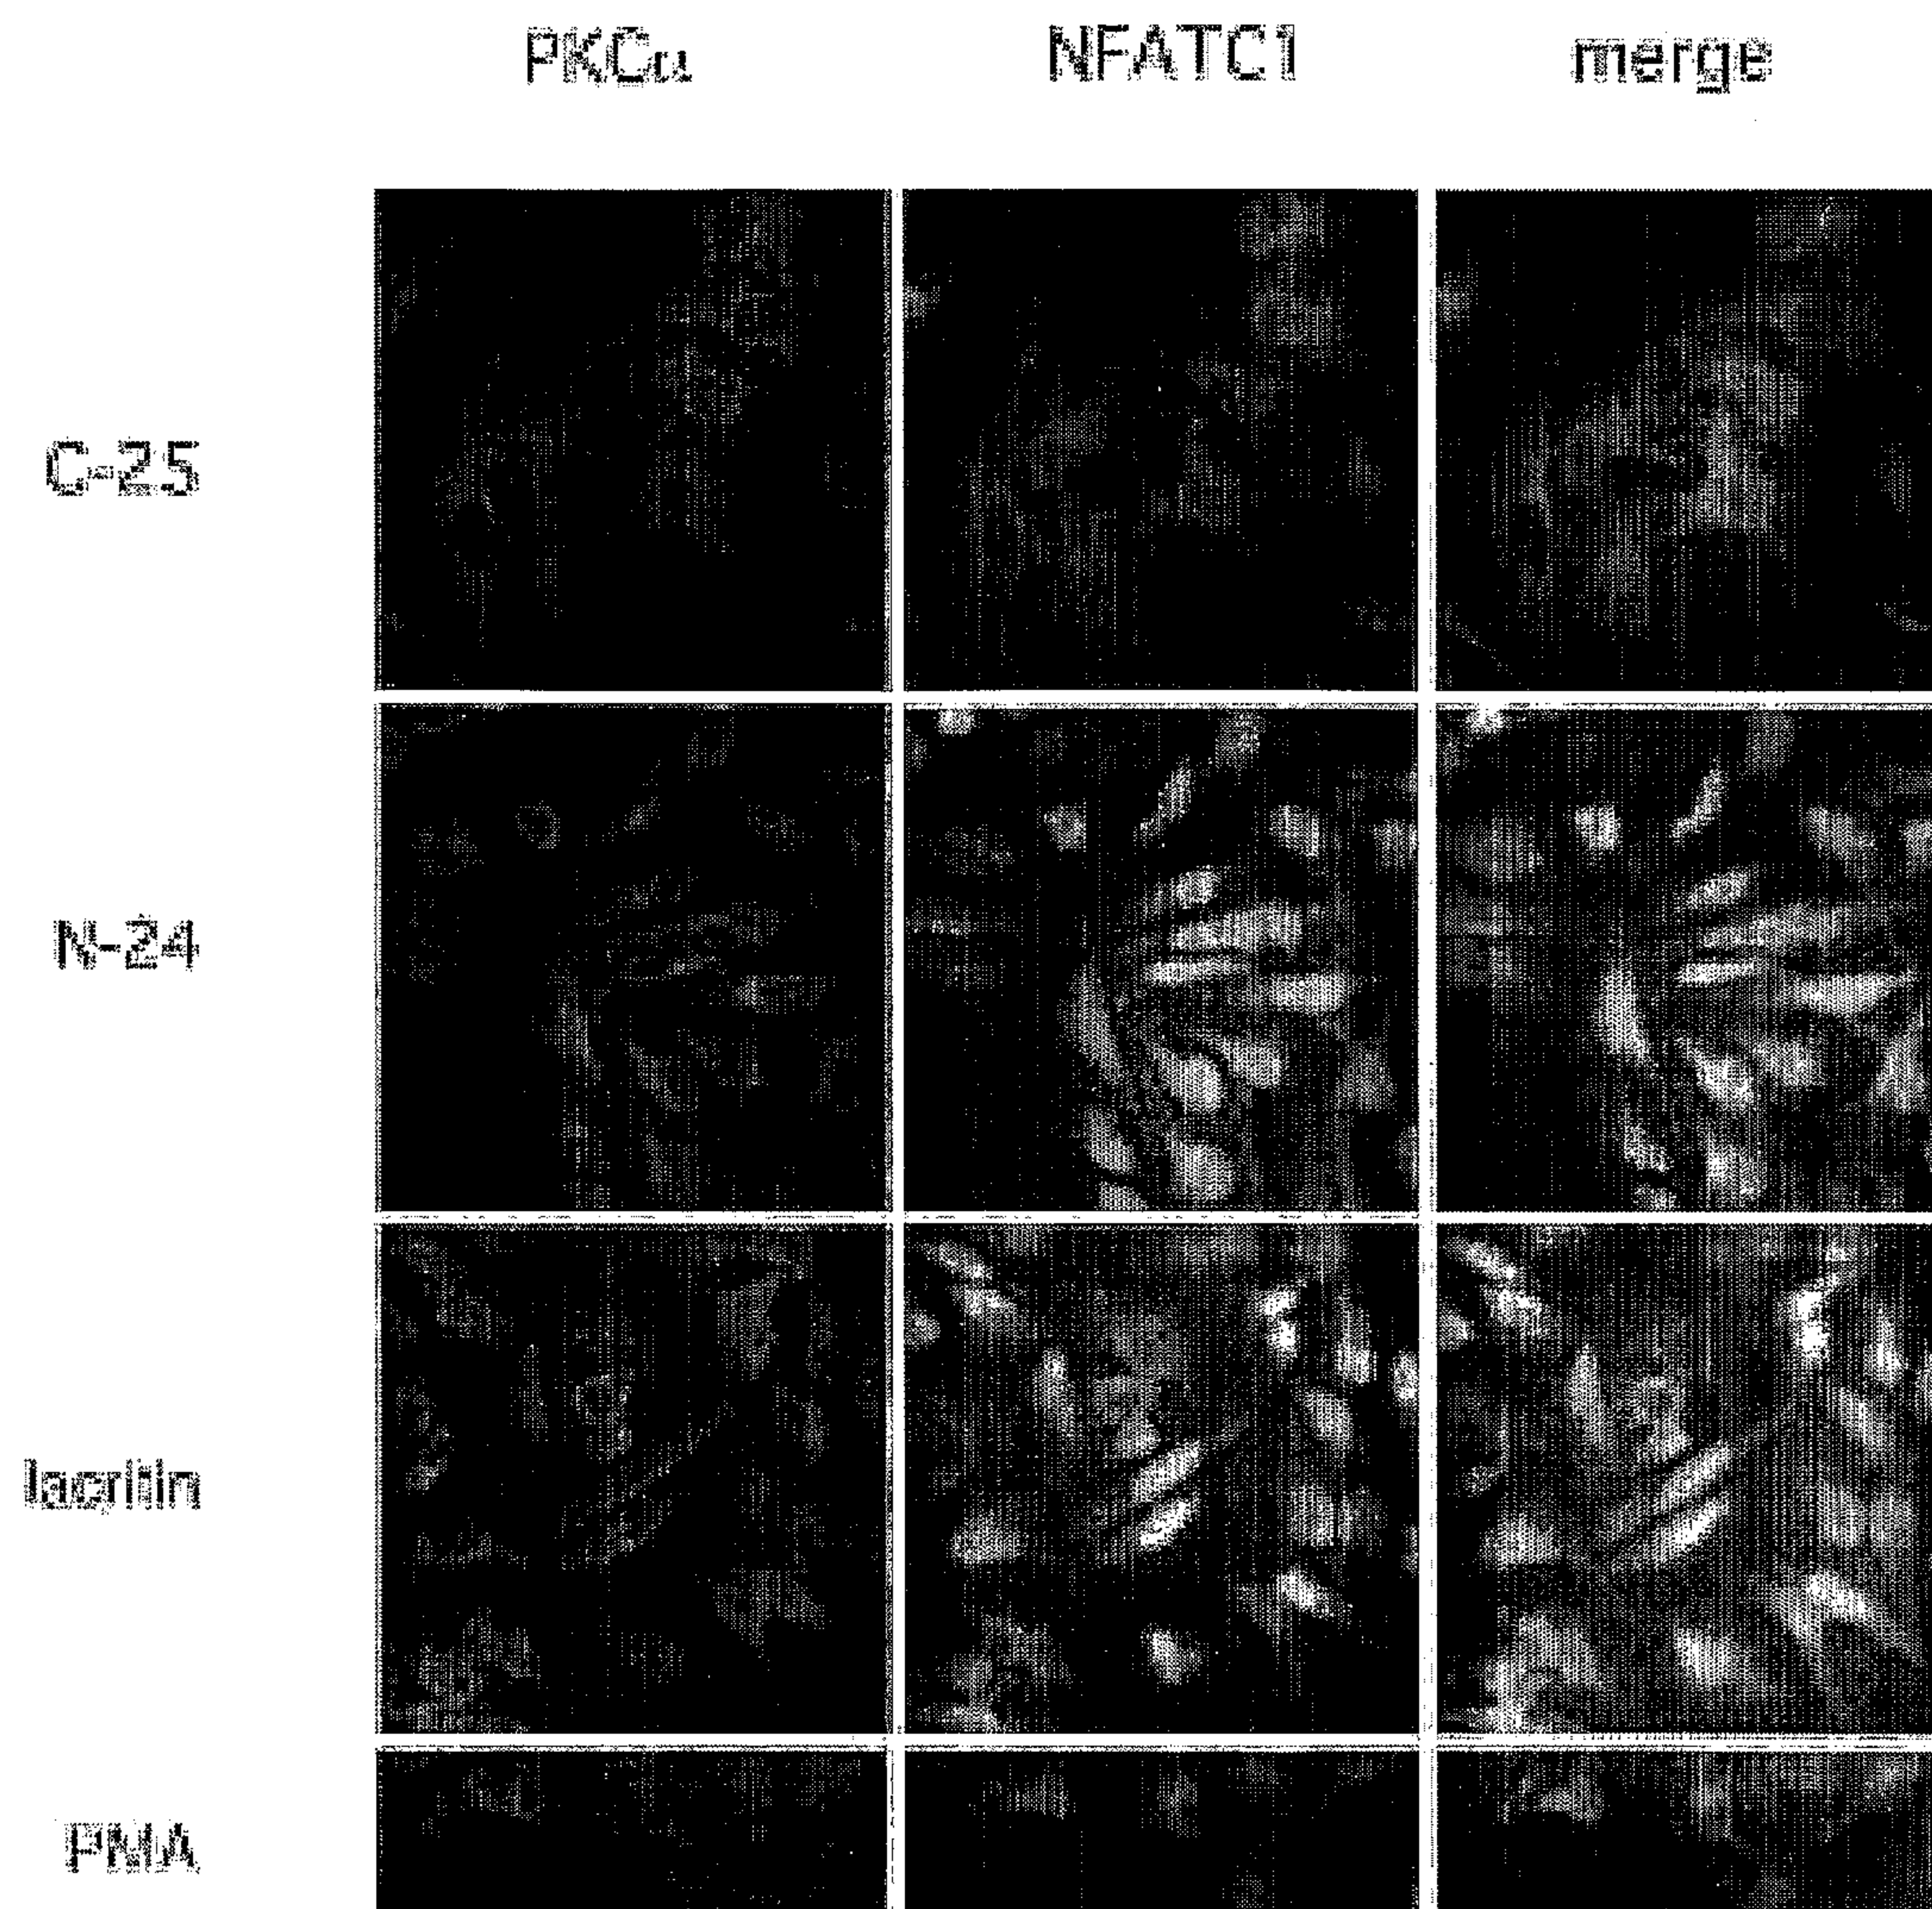 PKCα NFATC1 merge
C-25
N-24
lacritin
PMA